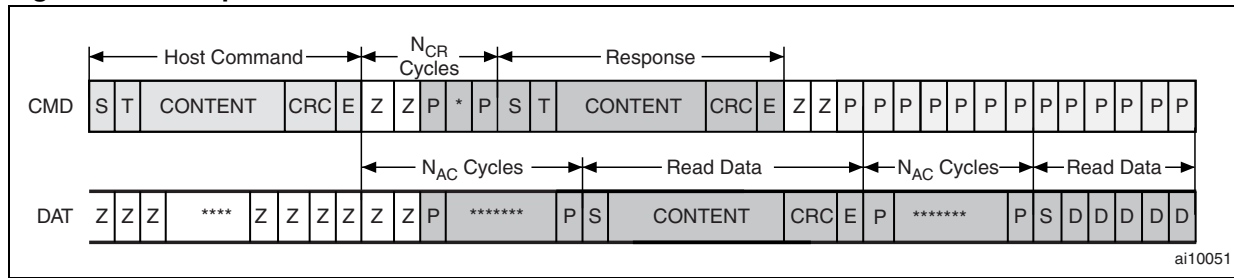 Host Command N_CR Cycles Response
CMD S T CONTENT CRC E Z Z P * P S T CONTENT CRC E Z Z P P P P P P P P P P P P P
N_AC Cycles Read Data N_AC Cycles Read Data
DAT Z Z Z **** Z Z Z Z Z Z P ******* P S CONTENT CRC E P ******* P S D D D D D
ai10051